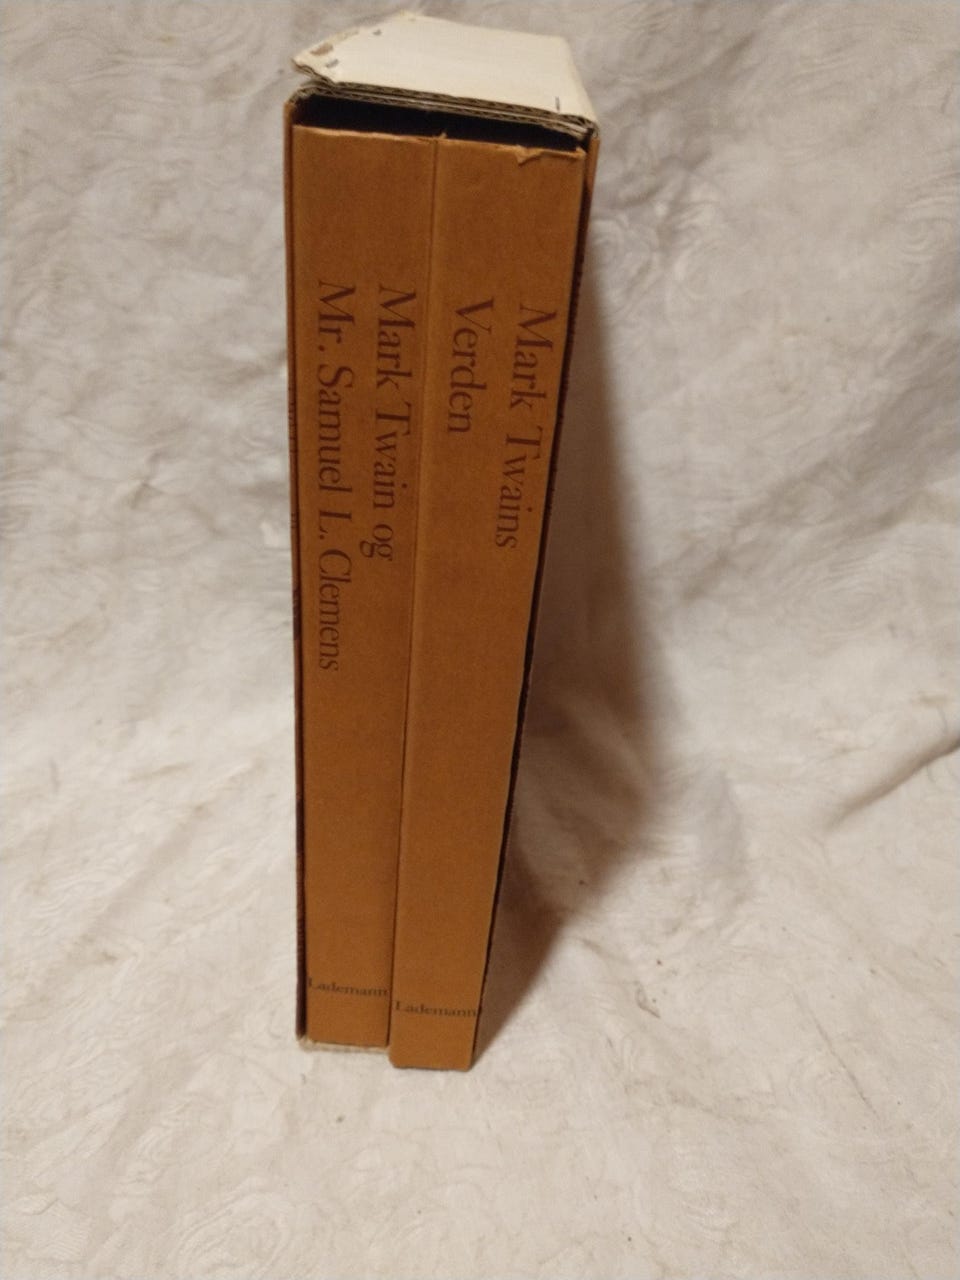 Mark Twain og
Mr. Samuel L. Clemens
Lademann
Mark Twains
Verden
Lademann